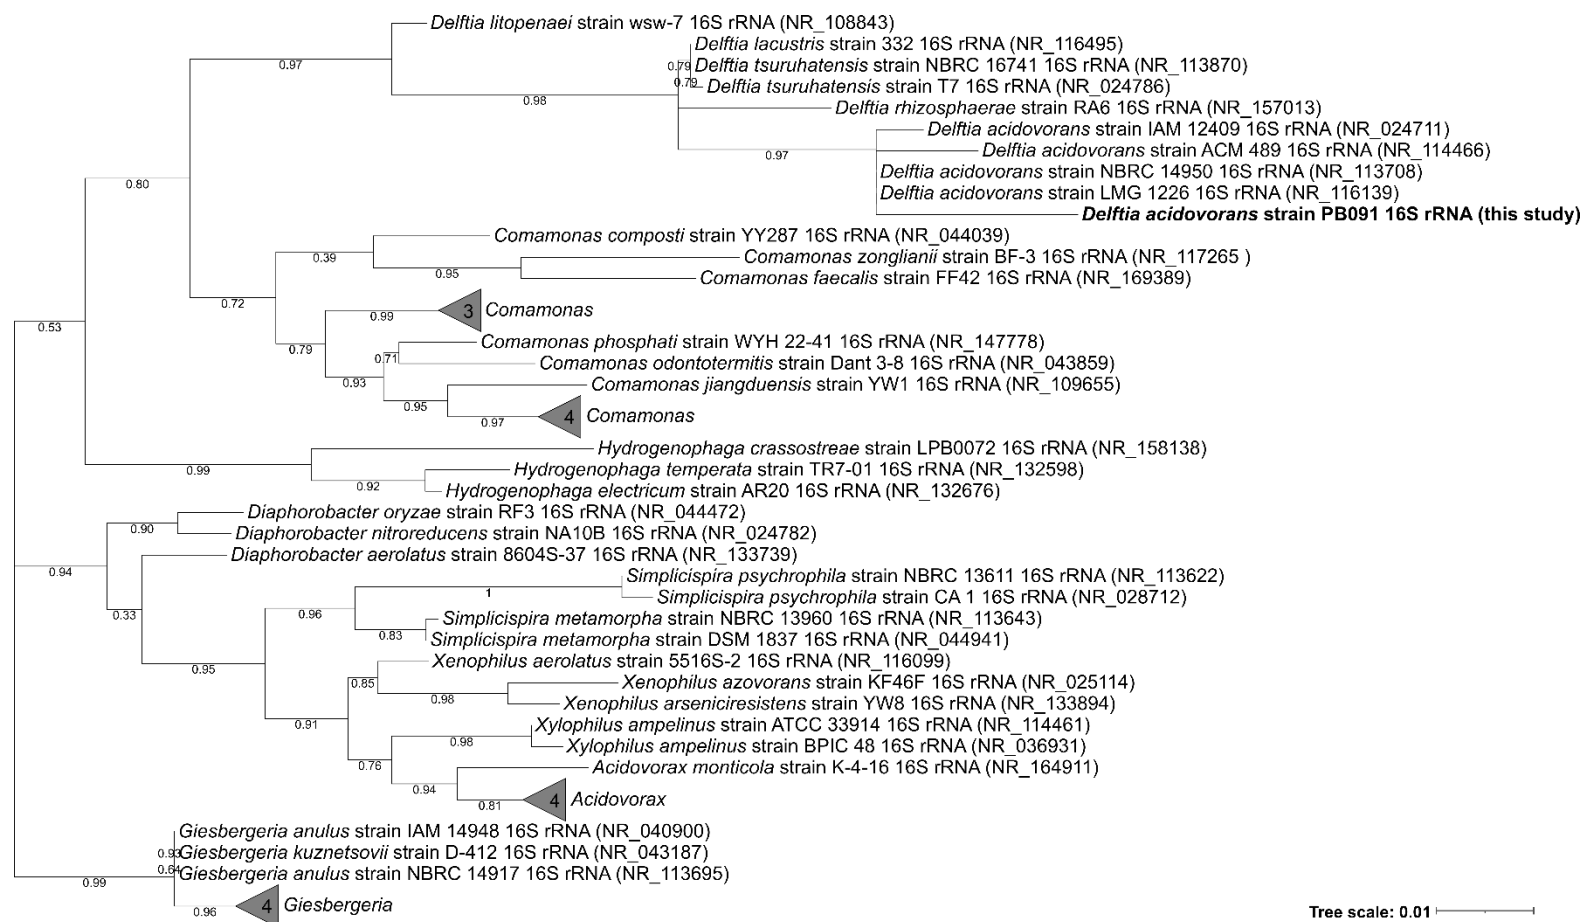 Delftia litopenaei strain wsw-7 16S rRNA (NR_108843)
0.97
Delftia lacustris strain 332 16S rRNA (NR_116495)
0.79
Delftia tsuruhatensis strain NBRC 16741 16S rRNA (NR_113870)
0.79
Delftia tsuruhatensis strain T7 16S rRNA (NR_024786)
0.98
Delftia rhizosphaerae strain RA6 16S rRNA (NR_157013)
Delftia acidovorans strain IAM 12409 16S rRNA (NR_024711)
0.97
Delftia acidovorans strain ACM 489 16S rRNA (NR_114466)
Delftia acidovorans strain NBRC 14950 16S rRNA (NR_113708)
0.80
Delftia acidovorans strain LMG 1226 16S rRNA (NR_116139)
Delftia acidovorans strain PB091 16S rRNA (this study)
Comamonas composti strain YY287 16S rRNA (NR_044039)
0.39
Comamonas zonglianii strain BF-3 16S rRNA (NR_117265 )
0.95
Comamonas faecalis strain FF42 16S rRNA (NR_169389)
0.72
0.99
3 Comamonas
0.53
Comamonas phosphati strain WYH 22-41 16S rRNA (NR_147778)
0.79
0.71
Comamonas odontotermitis strain Dant 3-8 16S rRNA (NR_043859)
0.93
Comamonas jiangduensis strain YW1 16S rRNA (NR_109655)
0.95
0.97
4 Comamonas
Hydrogenophaga crassostreae strain LPB0072 16S rRNA (NR_158138)
0.99
Hydrogenophaga temperata strain TR7-01 16S rRNA (NR_132598)
0.92
Hydrogenophaga electricum strain AR20 16S rRNA (NR_132676)
Diaphorobacter oryzae strain RF3 16S rRNA (NR_044472)
0.90
Diaphorobacter nitroreducens strain NA10B 16S rRNA (NR_024782)
Diaphorobacter aerolatus strain 8604S-37 16S rRNA (NR_133739)
0.94
Simplicispira psychrophila strain NBRC 13611 16S rRNA (NR_113622)
1
Simplicispira psychrophila strain CA 1 16S rRNA (NR_028712)
0.96
0.33
Simplicispira metamorpha strain NBRC 13960 16S rRNA (NR_113643)
0.83
Simplicispira metamorpha strain DSM 1837 16S rRNA (NR_044941)
0.95
Xenophilus aerolatus strain 5516S-2 16S rRNA (NR_116099)
0.85
Xenophilus azovorans strain KF46F 16S rRNA (NR_025114)
0.98
Xenophilus arseniciresistens strain YW8 16S rRNA (NR_133894)
0.91
Xylophilus ampelinus strain ATCC 33914 16S rRNA (NR_114461)
0.98
Xylophilus ampelinus strain BPIC 48 16S rRNA (NR_036931)
0.76
Acidovorax monticola strain K-4-16 16S rRNA (NR_164911)
0.94
0.81
4 Acidovorax
Giesbergeria anulus strain IAM 14948 16S rRNA (NR_040900)
0.93
Giesbergeria kuznetsovii strain D-412 16S rRNA (NR_043187)
0.64
Giesbergeria anulus strain NBRC 14917 16S rRNA (NR_113695)
0.99
0.96
4 Giesbergeria
Tree scale: 0.01